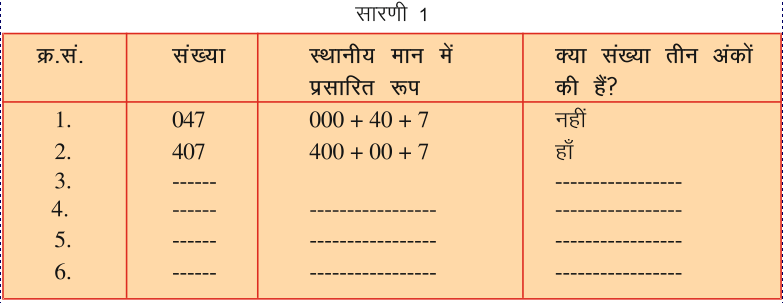 सारणी 1
क्र.सं. संख्या स्थानीय मान में क्या संख्या तीन अंकों
प्रसारित रूप की हैं?
1. 047 000 + 40 + 7 नहीं
2. 407 400 + 00 + 7 हाँ
3. ------ -----------------
4. ------ ----------------- -----------------
5. ------ ----------------- -----------------
6. ------ ----------------- -----------------